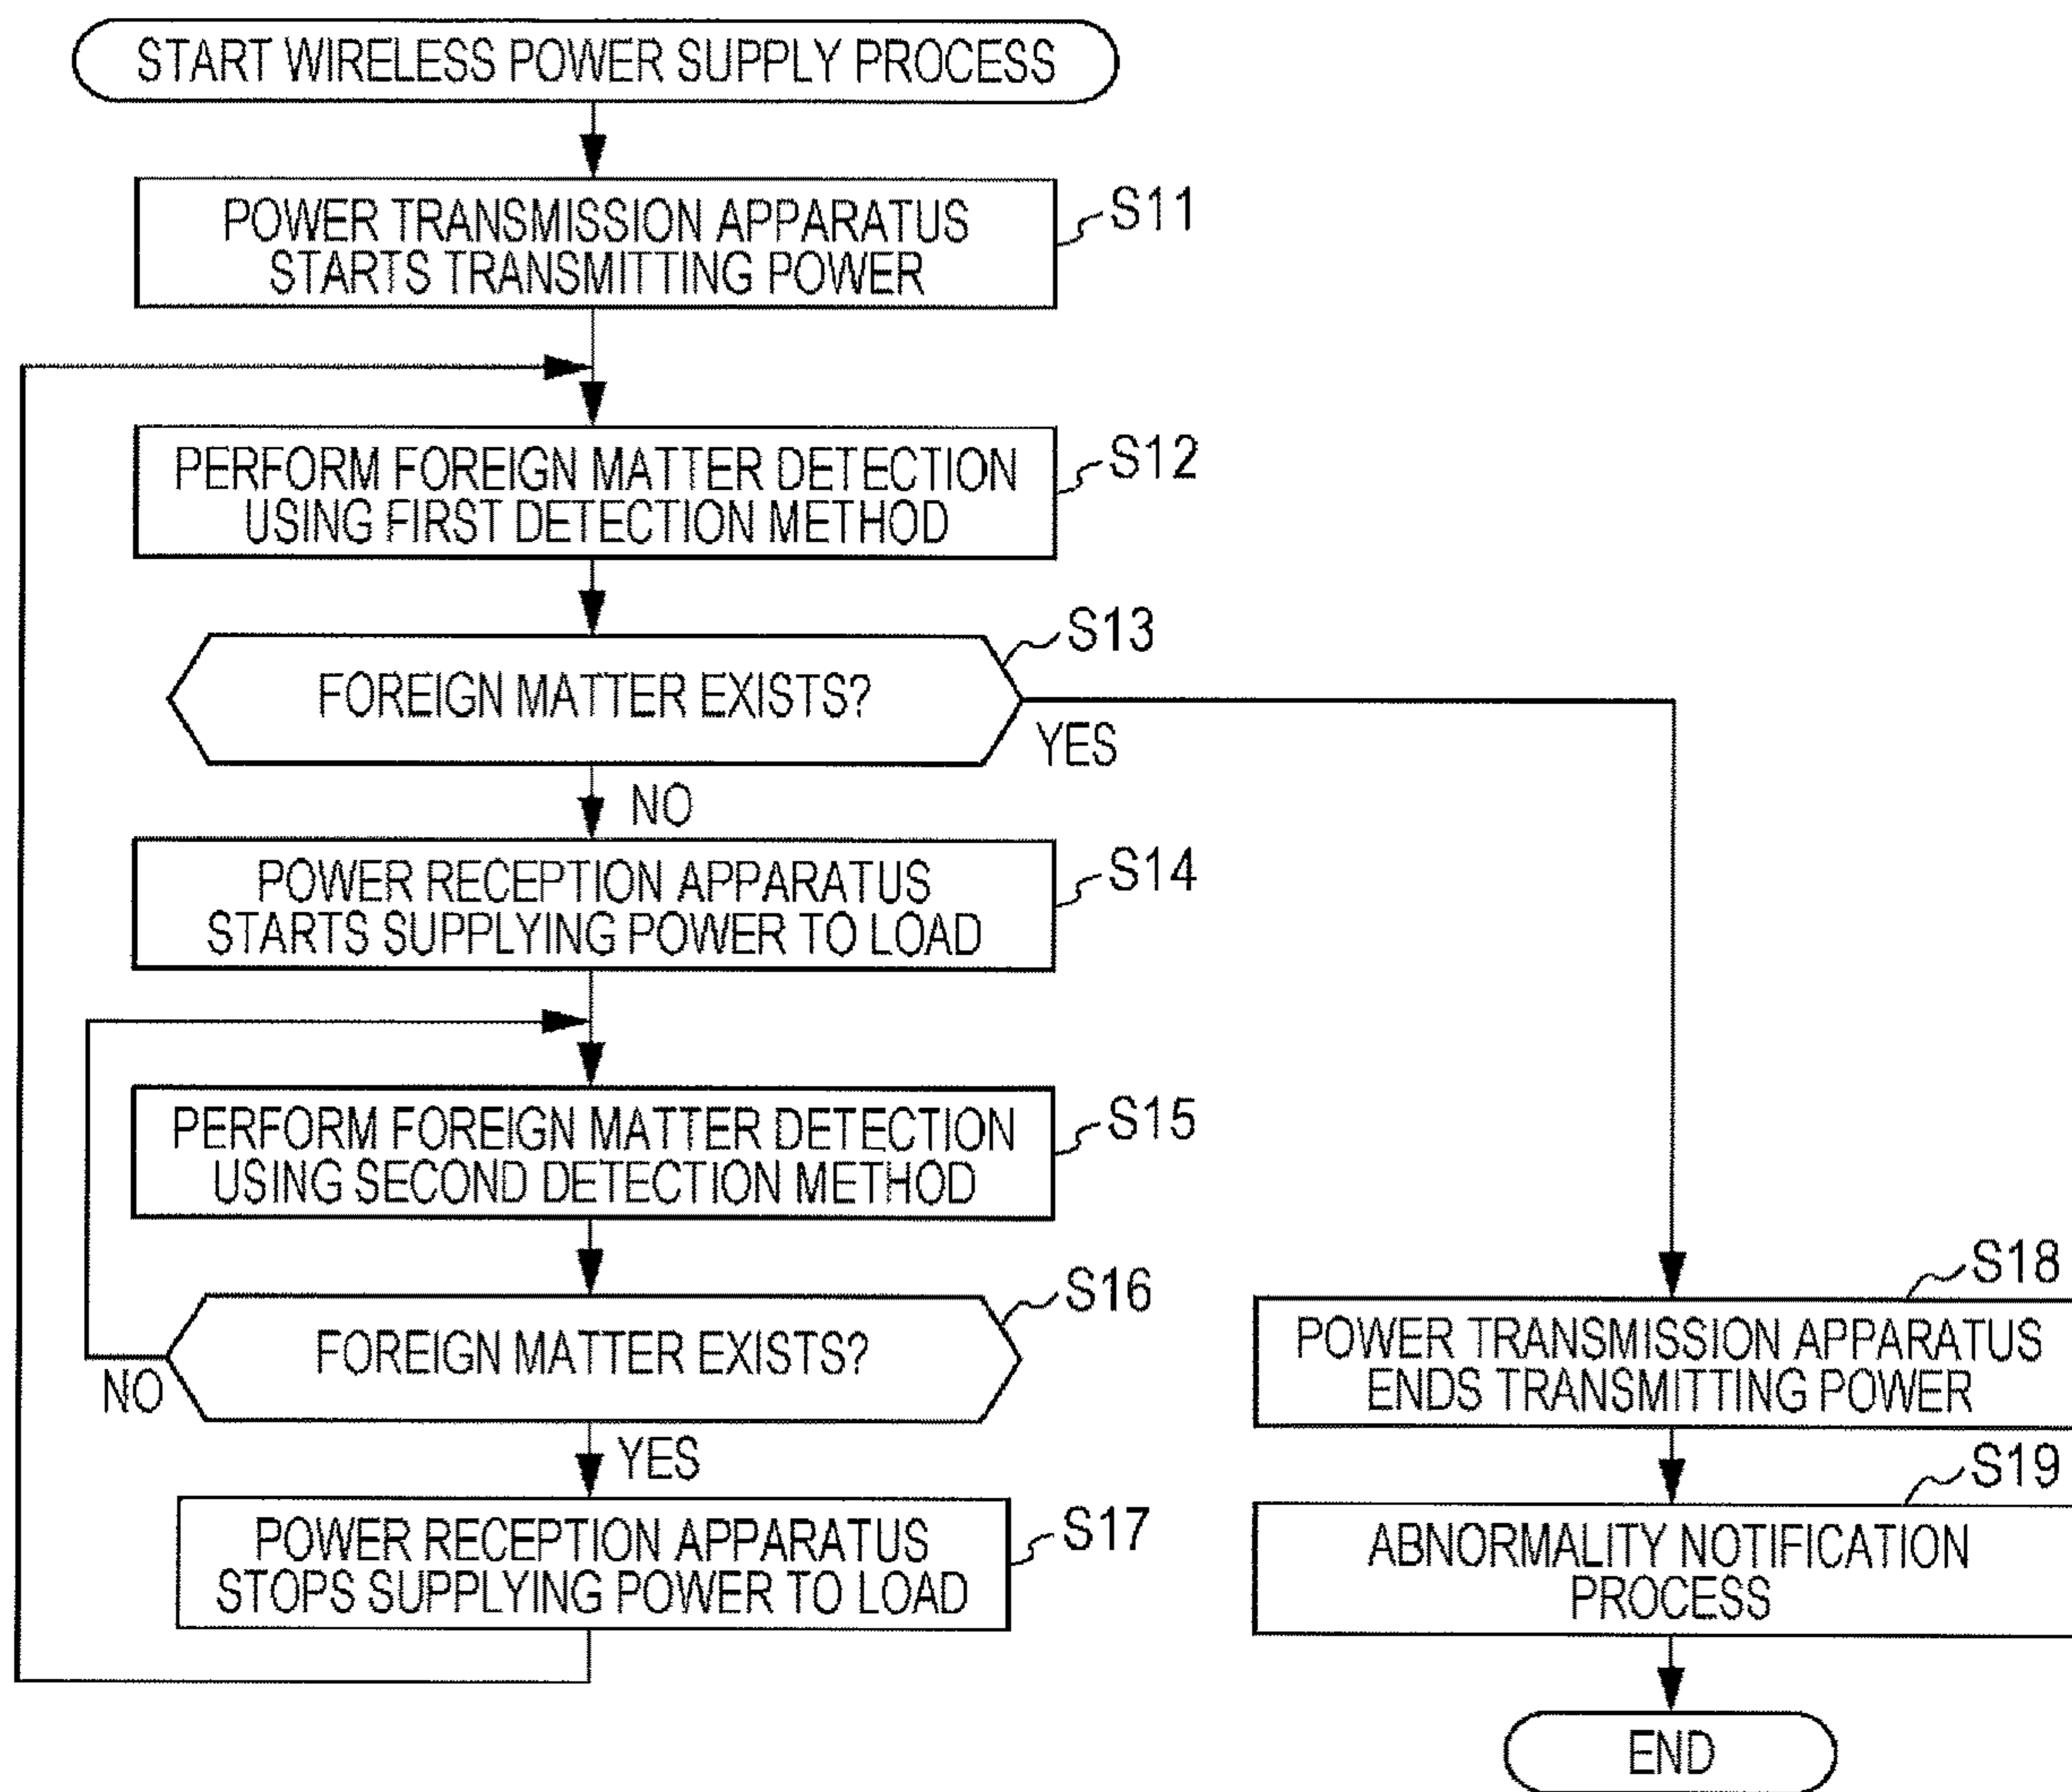 START WIRELESS POWER SUPPLY PROCESS
S11
POWER TRANSMISSION APPARATUS
STARTS TRANSMITTING POWER
S12
PERFORM FOREIGN MATTER DETECTION
USING FIRST DETECTION METHOD
S13
FOREIGN MATTER EXISTS?
YES
NO
S14
POWER RECEPTION APPARATUS
STARTS SUPPLYING POWER TO LOAD
S15
PERFORM FOREIGN MATTER DETECTION
USING SECOND DETECTION METHOD
S16
FOREIGN MATTER EXISTS?
NO
YES
S17
POWER RECEPTION APPARATUS
STOPS SUPPLYING POWER TO LOAD
S18
POWER TRANSMISSION APPARATUS
ENDS TRANSMITTING POWER
S19
ABNORMALITY NOTIFICATION
PROCESS
END